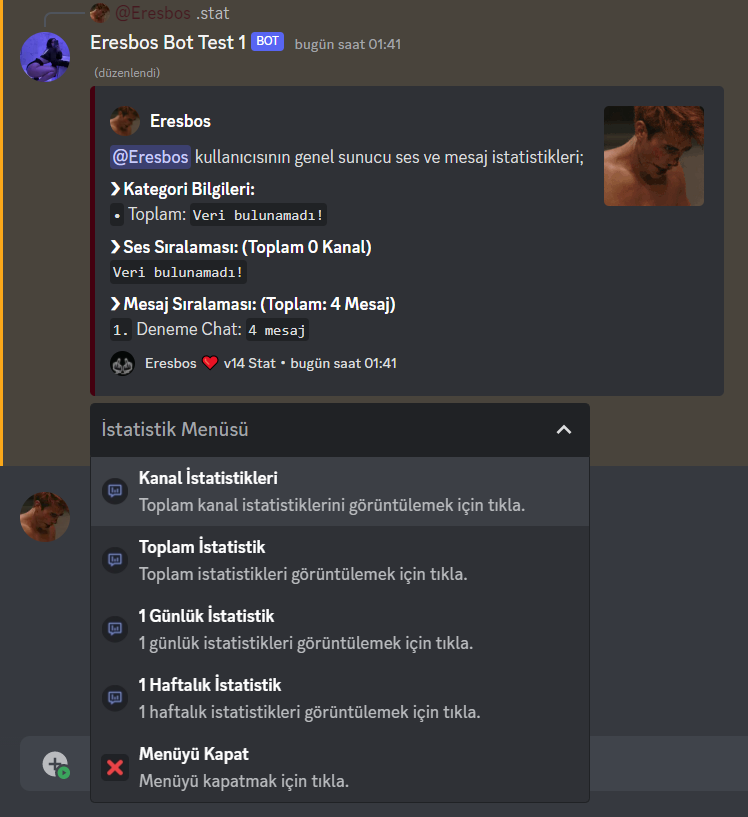 @Eresbos .stat
Eresbos Bot Test 1 BOT bugün saat 01:41
(düzenlendi)
Eresbos
@Eresbos kullanıcısının genel sunucu ses ve mesaj istatistikleri;
❯ Kategori Bilgileri:
• Toplam: Veri bulunamadı!
❯ Ses Sıralaması: (Toplam 0 Kanal)
Veri bulunamadı!
❯ Mesaj Sıralaması: (Toplam: 4 Mesaj)
1. Deneme Chat: 4 mesaj
Eresbos ❤️ v14 Stat • bugün saat 01:41
İstatistik Menüsü
Kanal İstatistikleri
Toplam kanal istatistiklerini görüntülemek için tıkla.
Toplam İstatistik
Toplam istatistikleri görüntülemek için tıkla.
1 Günlük İstatistik
1 günlük istatistikleri görüntülemek için tıkla.
1 Haftalık İstatistik
1 haftalık istatistikleri görüntülemek için tıkla.
Menüyü Kapat
Menüyü kapatmak için tıkla.